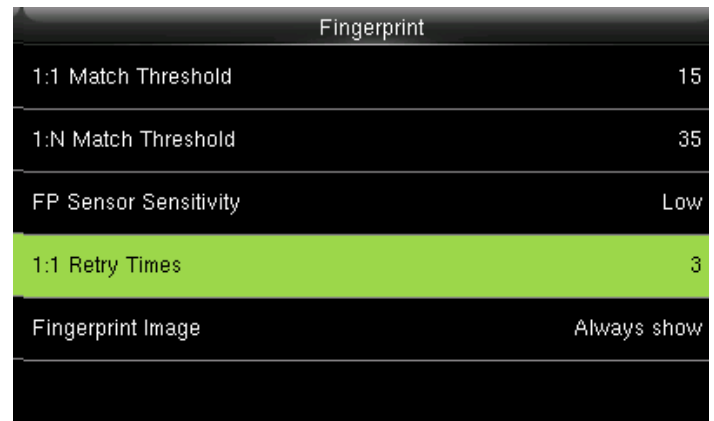 Fingerprint
1:1 Match Threshold 15
1:N Match Threshold 35
FP Sensor Sensitivity Low
1:1 Retry Times 3
Fingerprint Image Always show